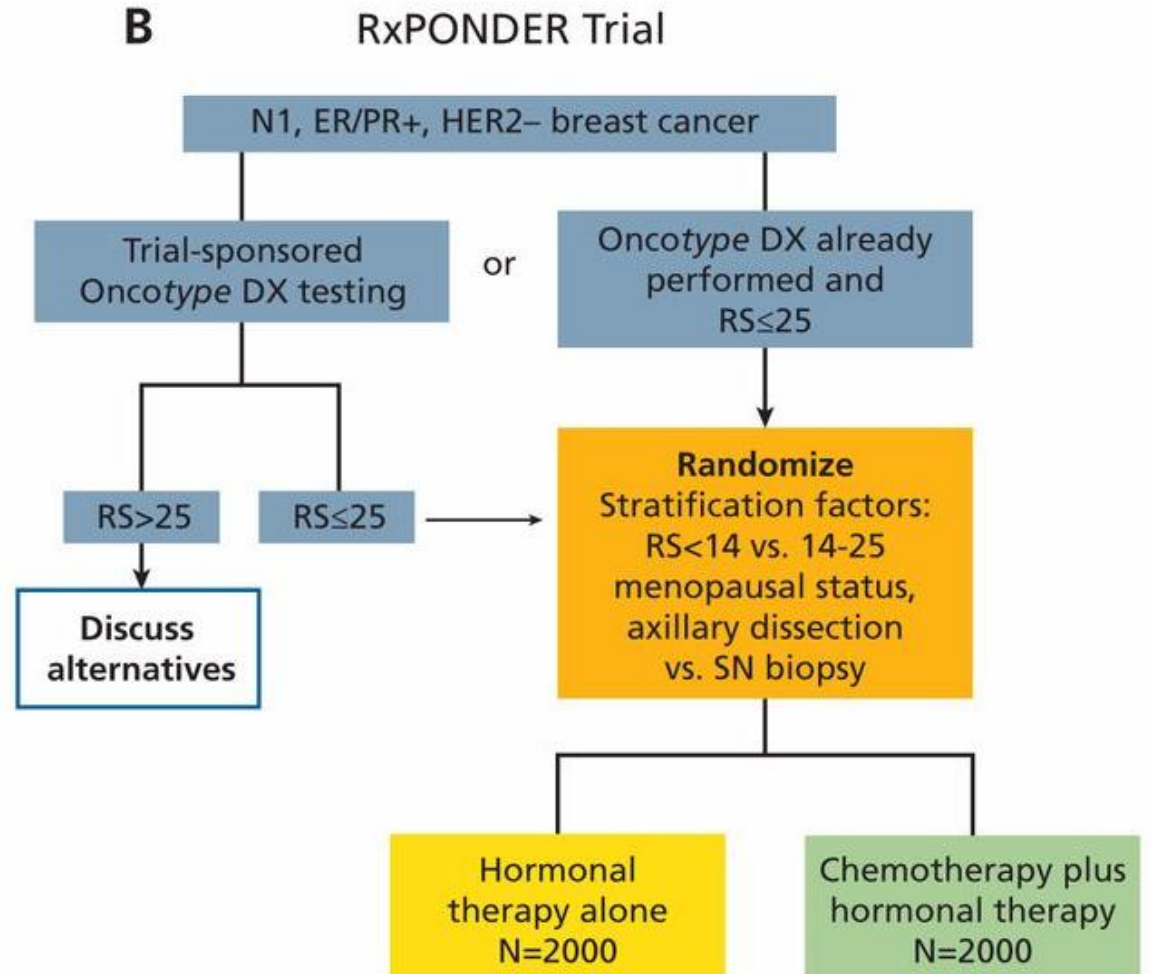 B
RxPONDER Trial
N1, ER/PR+, HER2– breast cancer
Trial-sponsored
Oncotype DX testing
or
Oncotype DX already
performed and
RS≤25
RS>25
RS≤25
Discuss
alternatives
Randomize
Stratification factors:
RS<14 vs. 14-25
menopausal status,
axillary dissection
vs. SN biopsy
Hormonal
therapy alone
N=2000
Chemotherapy plus
hormonal therapy
N=2000